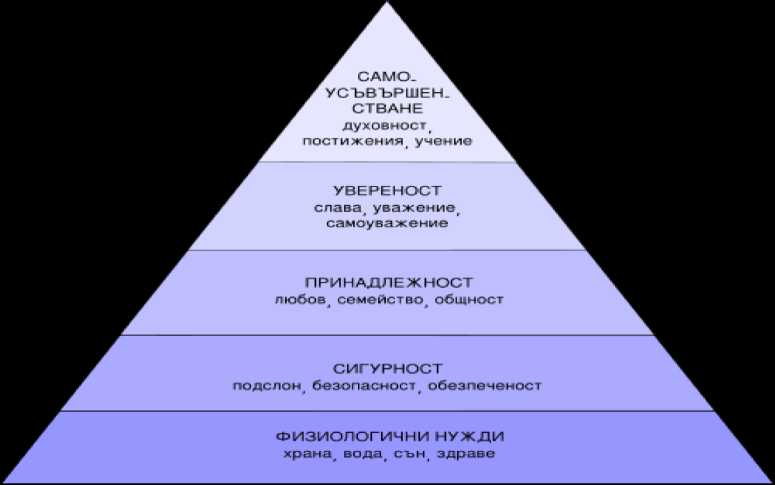 САМО-
УСЪВЪРШЕН-
СТВАНЕ
духовност,
постижения, учение
УВЕРЕНОСТ
слава, уважение,
самоуважение
ПРИНАДЛЕЖНОСТ
любов, семейство, общност
СИГУРНОСТ
подслон, безопасност, обезпеченост
ФИЗИОЛОГИЧНИ НУЖДИ
храна, вода, сън, здраве